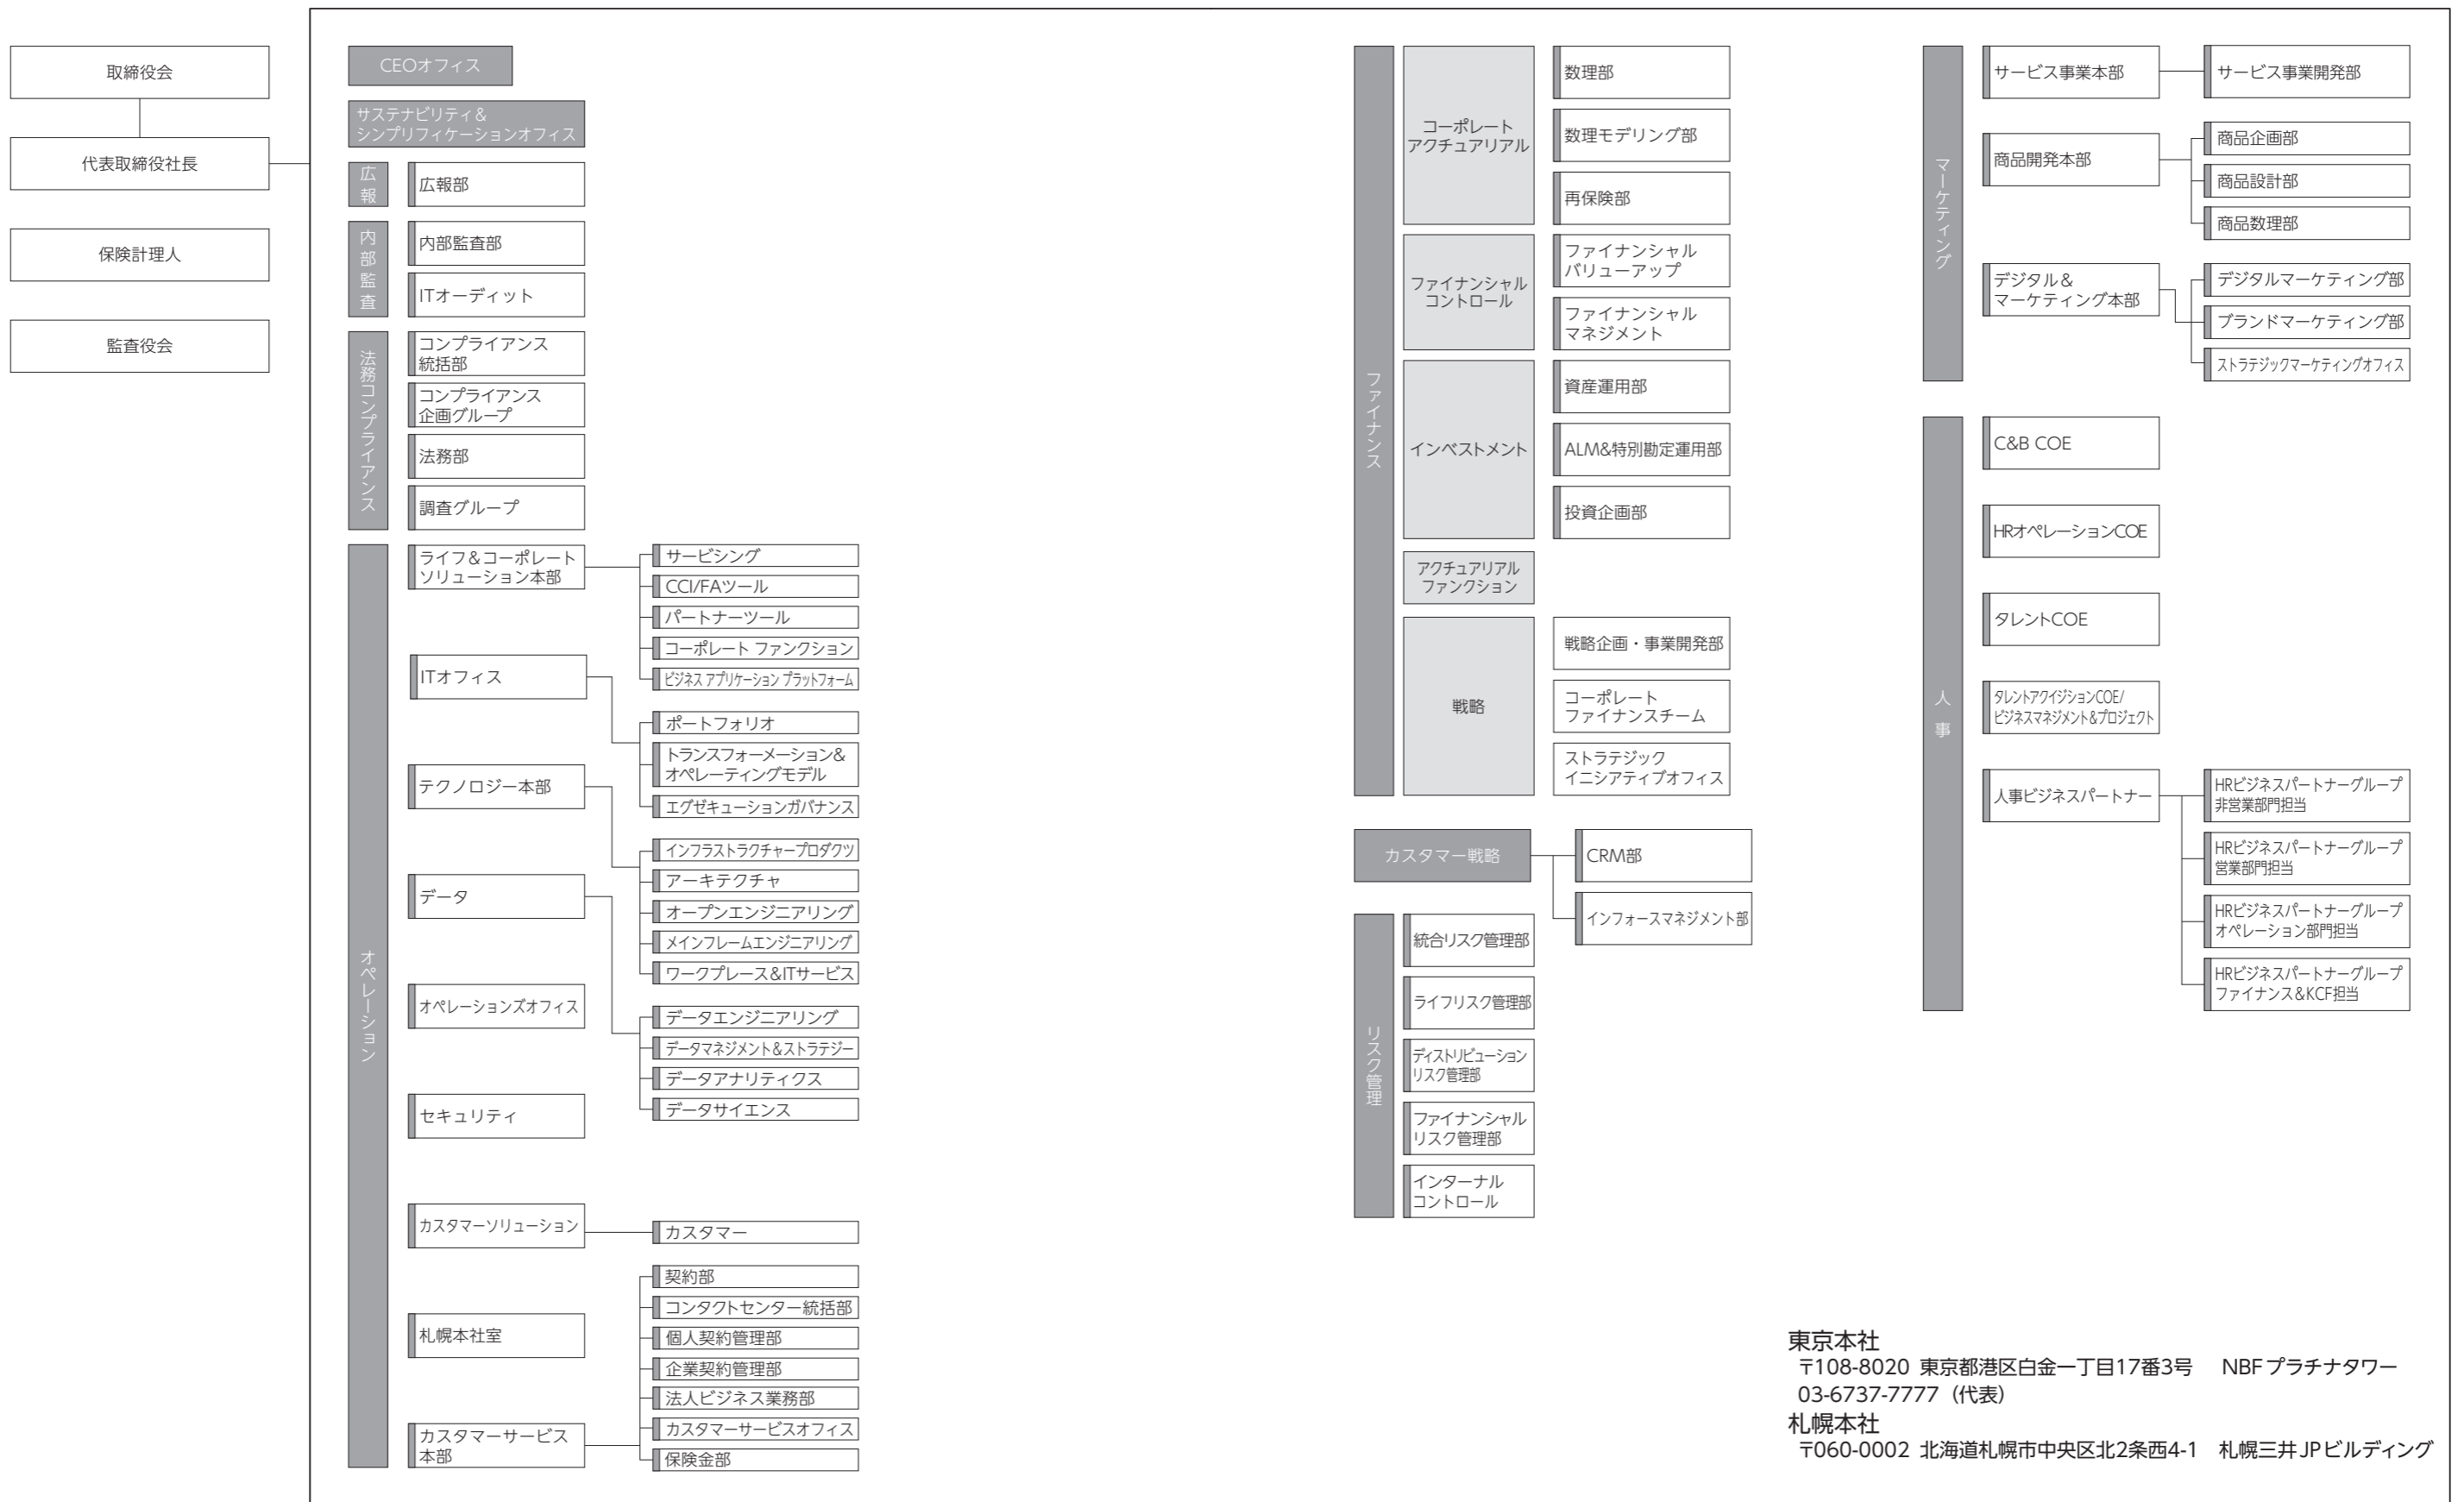 取締役会
代表取締役社長
保険計理人
監査役会
CEOオフィス
サステナビリティ＆
シンプリフィケーションオフィス
広報
広報部
内部監査
内部監査部
ITオーディット
法務コンプライアンス
コンプライアンス
統括部
コンプライアンス
企画グループ
法務部
調査グループ
オペレーション
ライフ＆コーポレート
ソリューション本部
サービシング
CCI/FAツール
パートナーツール
コーポレート ファンクション
ビジネス アプリケーション プラットフォーム
ITオフィス
ポートフォリオ
トランスフォーメーション&
オペレーティングモデル
エグゼキューションガバナンス
テクノロジー本部
インフラストラクチャープロダクツ
アーキテクチャ
オープンエンジニアリング
メインフレームエンジニアリング
ワークプレース＆ITサービス
データ
データエンジニアリング
データマネジメント＆ストラテジー
データアナリティクス
データサイエンス
オペレーションズオフィス
セキュリティ
カスタマーソリューション
カスタマー
札幌本社室
カスタマーサービス
本部
契約部
コンタクトセンター統括部
個人契約管理部
企業契約管理部
法人ビジネス業務部
カスタマーサービスオフィス
保険金部
ファイナンス
コーポレート
アクチュアリアル
数理部
数理モデリング部
再保険部
ファイナンシャル
コントロール
ファイナンシャル
バリューアップ
ファイナンシャル
マネジメント
インベストメント
資産運用部
ALM&特別勘定運用部
投資企画部
アクチュアリアル
ファンクション
戦略
戦略企画・事業開発部
コーポレート
ファイナンスチーム
ストラテジック
イニシアティブオフィス
カスタマー戦略
CRM部
インフォースマネジメント部
リスク管理
統合リスク管理部
ライフリスク管理部
ディストリビューション
リスク管理部
ファイナンシャル
リスク管理部
インターナル
コントロール
マーケティング
サービス事業本部
サービス事業開発部
商品開発本部
商品企画部
商品設計部
商品数理部
デジタル＆
マーケティング本部
デジタルマーケティング部
ブランドマーケティング部
ストラテジックマーケティングオフィス
人事
C&B COE
HRオペレーションCOE
タレントCOE
タレントアクイジションCOE/
ビジネスマネジメント&プロジェクト
人事ビジネスパートナー
HRビジネスパートナーグループ
非営業部門担当
HRビジネスパートナーグループ
営業部門担当
HRビジネスパートナーグループ
オペレーション部門担当
HRビジネスパートナーグループ
ファイナンス&KCF担当
東京本社
〒108-8020 東京都港区白金一丁目17番3号 NBFプラチナタワー
03-6737-7777（代表）
札幌本社
〒060-0002 北海道札幌市中央区北2条西4-1 札幌三井JPビルディング